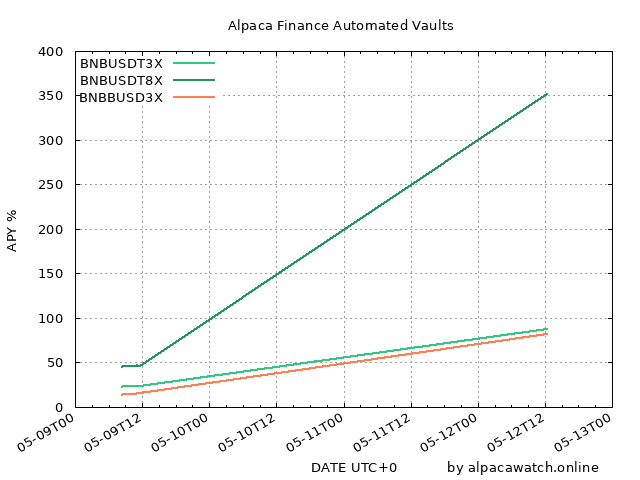 Alpaca Finance Automated Vaults
400
350
300
250
200
150
100
50
0
APY %
BNBUSDT3X
BNBUSDT8X
BNBBUSD3X
05-09T00
05-09T12
05-10T00
05-10T12
05-11T00
05-11T12
05-12T00
05-12T12
05-13T00
DATE UTC+0
by alpacawatch.online